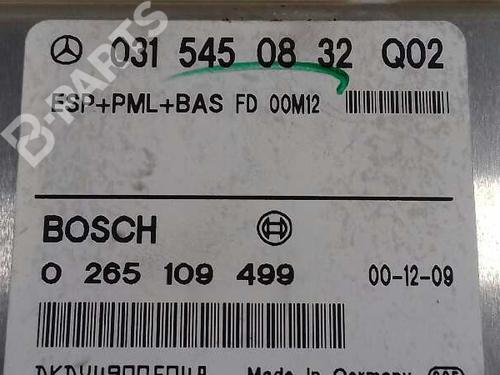 B-PARTS
031 545 08 32 Q02
ESP+PML+BAS FD 00M12
BOSCH
0 265 109 499 00-12-09
Made in Germany